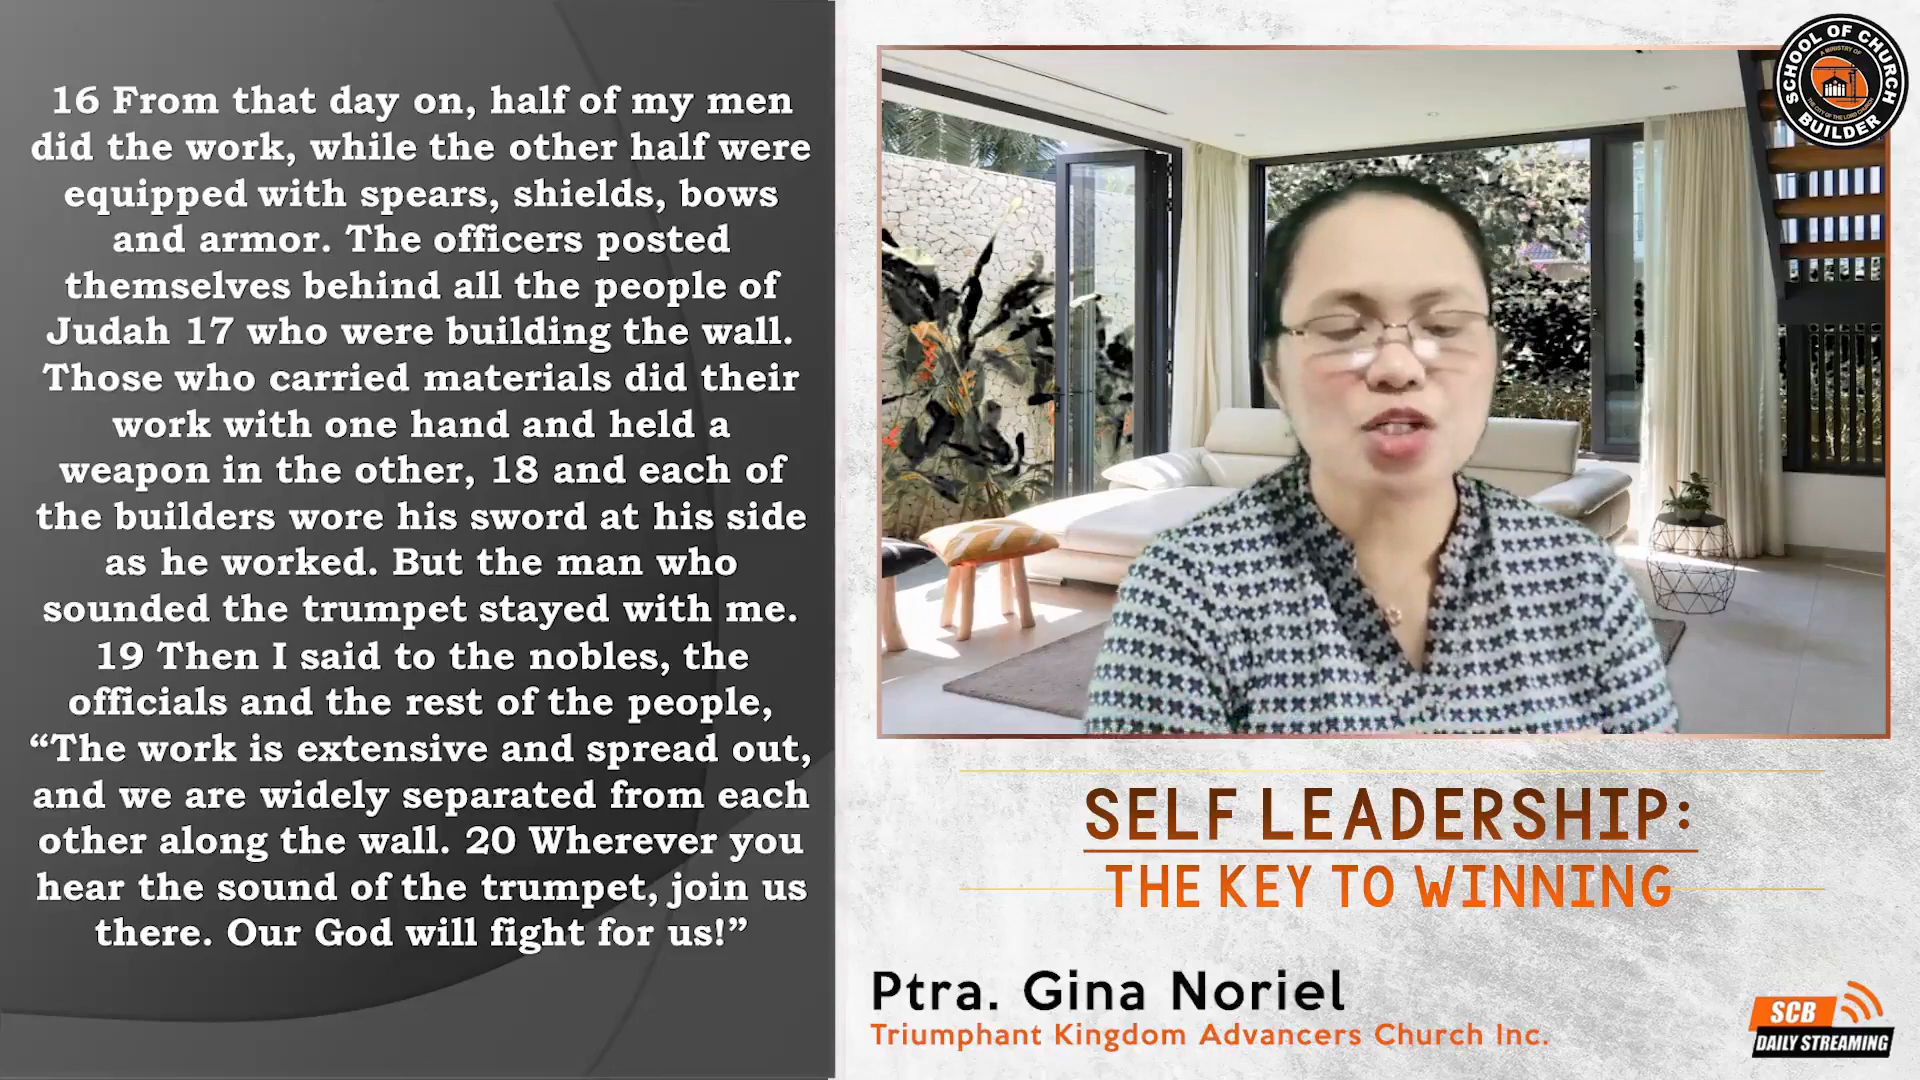 16 From that day on, half of my men
did the work, while the other half were
equipped with spears, shields, bows
and armor. The officers posted
themselves behind all the people of
Judah 17 who were building the wall.
Those who carried materials did their
work with one hand and held a
weapon in the other, 18 and each of
the builders wore his sword at his side
as he worked. But the man who
sounded the trumpet stayed with me.
19 Then I said to the nobles, the
officials and the rest of the people,
“The work is extensive and spread out,
and we are widely separated from each
other along the wall. 20 Wherever you
hear the sound of the trumpet, join us
there. Our God will fight for us!”
SCHOOL OF CHURCH
BUILDER
A MINISTRY OF
THE CITY OF THE LORD CHURCH
SELF LEADERSHIP:
THE KEY TO WINNING
Ptra. Gina Noriel
Triumphant Kingdom Advancers Church Inc.
SCB
DAILY STREAMING